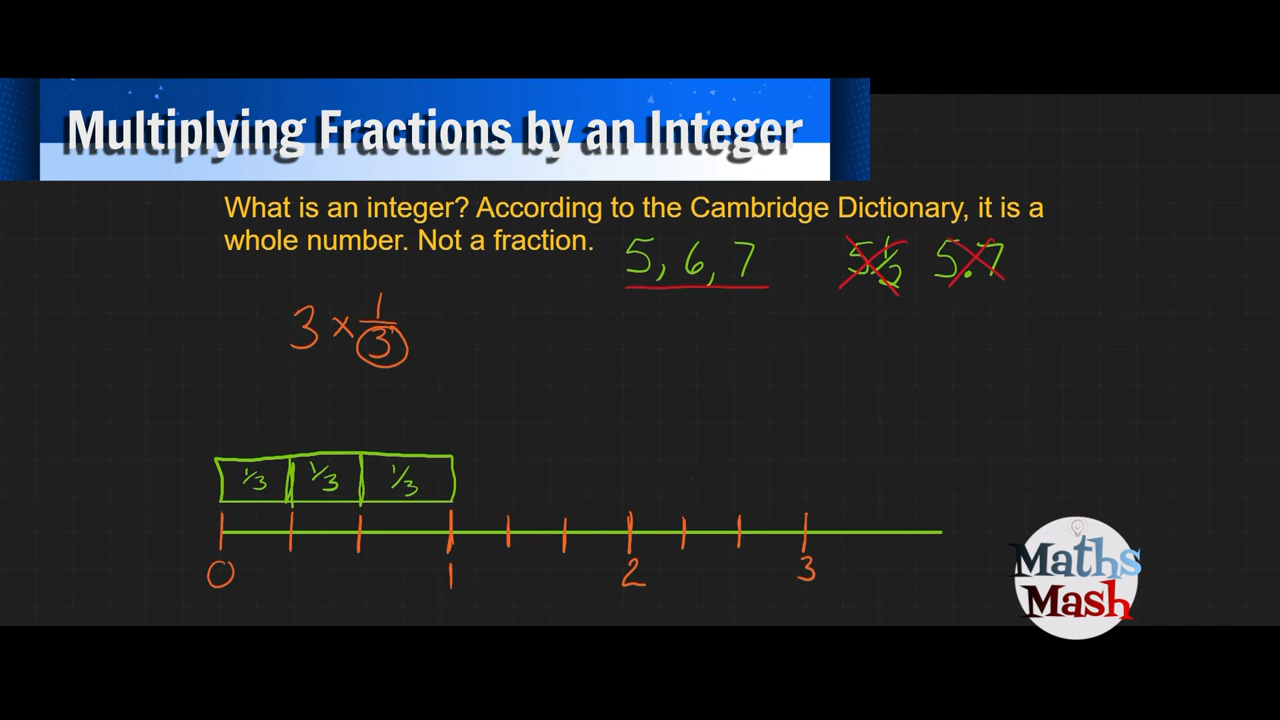 Multiplying Fractions by an Integer
What is an integer? According to the Cambridge Dictionary, it is a
whole number. Not a fraction.
5, 6, 7 5½ 5.7
3 × 1/3
1/3 1/3 1/3
0 1 2 3
Maths
Mash